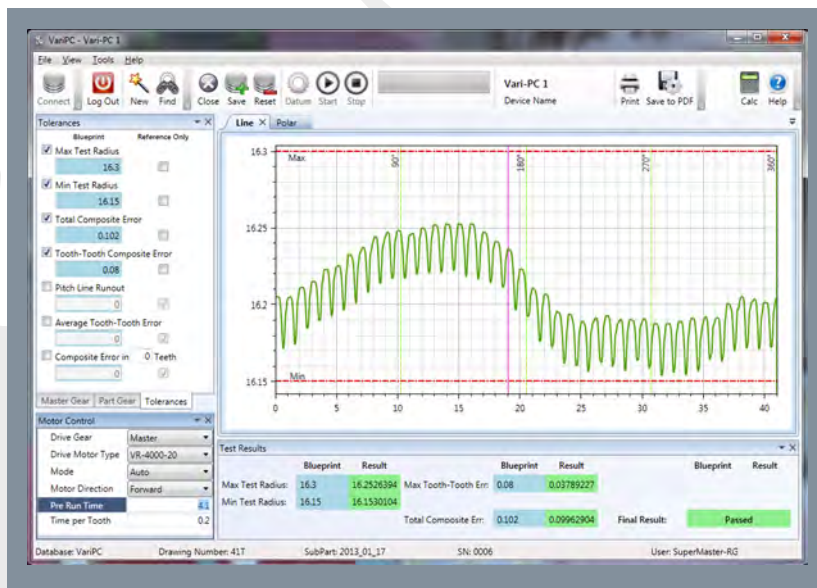 VariPC - Vari-PC 1
File View Tools Help
Connect Log Out New Find Close Save Reset Datum Start Stop Vari-PC 1 Device Name Print Save to PDF Calc Help
Tolerances
Blueprint Reference Only
Max Test Radius
16.3
Min Test Radius
16.15
Total Composite Error
0.102
Tooth-Tooth Composite Error
0.08
Pitch Line Runout
0
Average Tooth-Tooth Error
0
Composite Error in 0 Teeth
0
Master Gear Part Gear Tolerances
Motor Control
Drive Gear Master
Drive Motor Type VR-4000-20
Mode Auto
Motor Direction Forward
Pre Run Time 4.1
Time per Tooth 0.2
Line Polar
16.3 Max 90° 180° 270° 360°
16.25
16.2
16.15 Min
0 5 10 15 20 25 30 35 40
Test Results
Blueprint Result Blueprint Result Blueprint Result
Max Test Radius: 16.3 16.2526394 Max Tooth-Tooth Err: 0.08 0.03789227
Min Test Radius: 16.15 16.1530104
Total Composite Err: 0.102 0.09962904 Final Result: Passed
Database: VariPC Drawing Number: 41T SubPart: 2013_01_17 SN: 0006 User: SuperMaster-RG